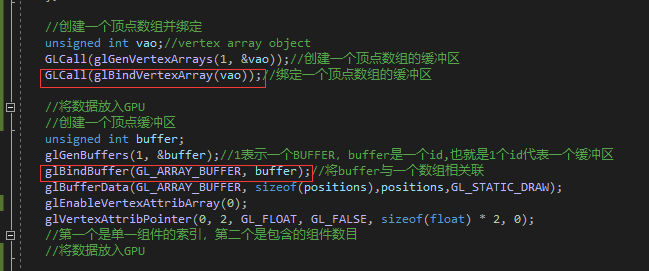 //创建一个顶点数组并绑定
unsigned int vao;//vertex array object
GLCall(glGenVertexArrays(1, &vao));//创建一个顶点数组的缓冲区
GLCall(glBindVertexArray(vao));//绑定一个顶点数组的缓冲区
//将数据放入GPU
//创建一个顶点缓冲区
unsigned int buffer;
glGenBuffers(1, &buffer);//1表示一个BUFFER, buffer是一个id,也就是1个id代表一个缓冲区
glBindBuffer(GL_ARRAY_BUFFER, buffer);//将buffer与一个数组相关联
glBufferData(GL_ARRAY_BUFFER, sizeof(positions),positions,GL_STATIC_DRAW);
glEnableVertexAttribArray(0);
glVertexAttribPointer(0, 2, GL_FLOAT, GL_FALSE, sizeof(float) * 2, 0);
//第一个是单一组件的索引，第二个是包含的组件数目
//将数据放入GPU